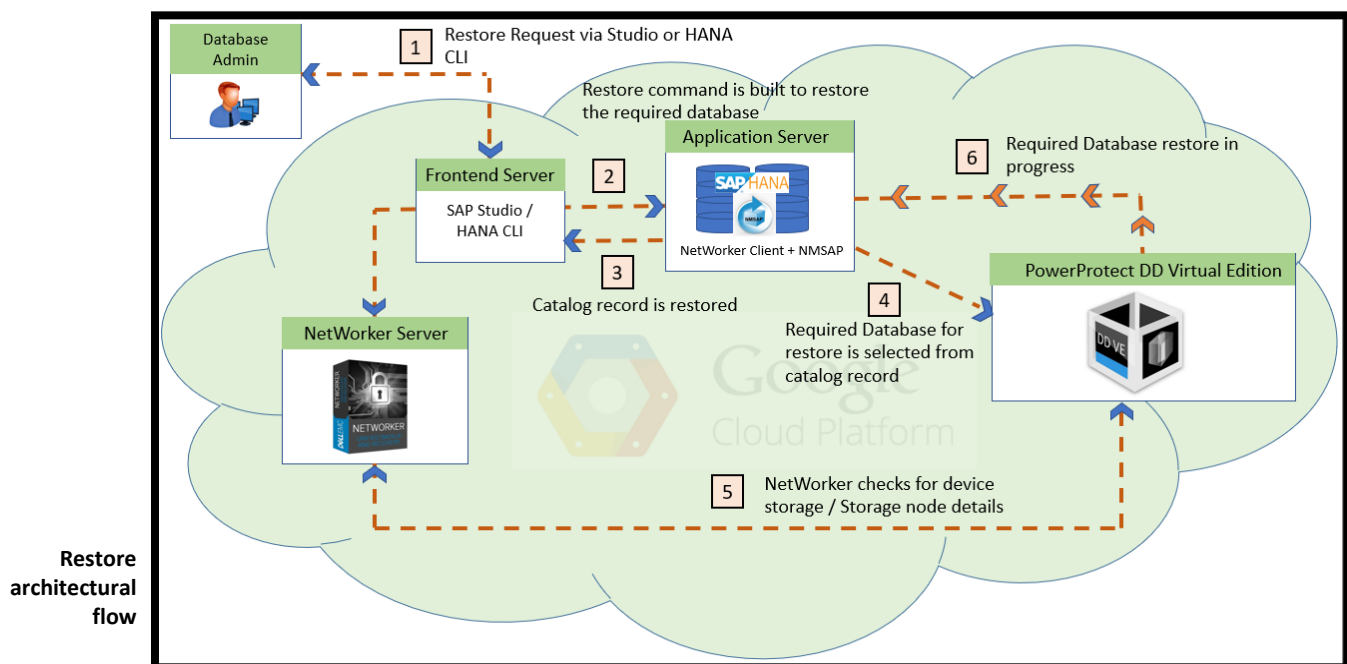 Database
Admin
1
Restore Request via Studio or HANA
CLI
Restore command is built to restore
the required database
Application Server
SAP HANA
NMSAP
NetWorker Client + NMSAP
6
Required Database restore in
progress
Frontend Server
SAP Studio /
HANA CLI
2
3
Catalog record is restored
PowerProtect DD Virtual Edition
DD VE
4
Required Database for
restore is selected from
catalog record
NetWorker Server
NETWORKER
DELLEMC
Google
Cloud Platform
5
NetWorker checks for device
storage / Storage node details
Restore
architectural
flow